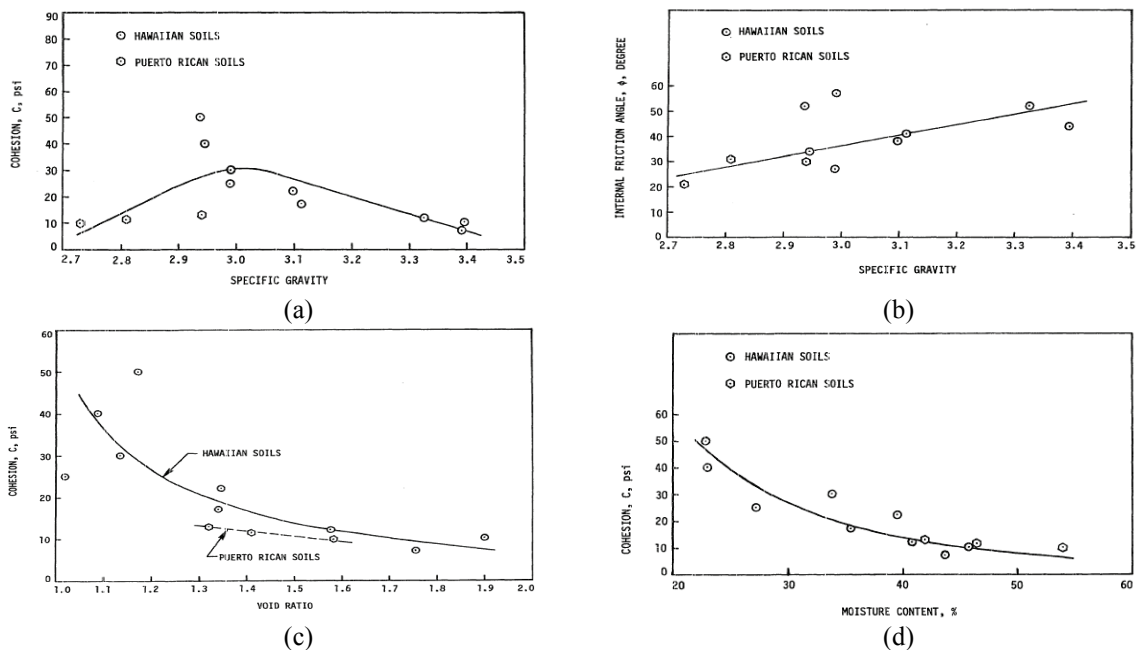 90
80
70
60
50
40
30
20
10
0
COHESION, C, psi
HAWAIIAN SOILS
PUERTO RICAN SOILS
2.7 2.8 2.9 3.0 3.1 3.2 3.3 3.4 3.5
SPECIFIC GRAVITY
(a)
INTERNAL FRICTION ANGLE, ϕ, DEGREE
60
50
40
30
20
10
0
HAWAIIAN SOILS
PUERTO RICAN SOILS
2.7 2.8 2.9 3.0 3.1 3.2 3.3 3.4 3.5
SPECIFIC GRAVITY
(b)
60
50
40
30
20
10
0
COHESION, C, psi
HAWAIIAN SOILS
PUERTO RICAN SOILS
1.0 1.1 1.2 1.3 1.4 1.5 1.6 1.7 1.8 1.9 2.0
VOID RATIO
(c)
HAWAIIAN SOILS
PUERTO RICAN SOILS
60
50
40
30
20
10
0
COHESION, C, psi
20 30 40 50 60
MOISTURE CONTENT, %
(d)